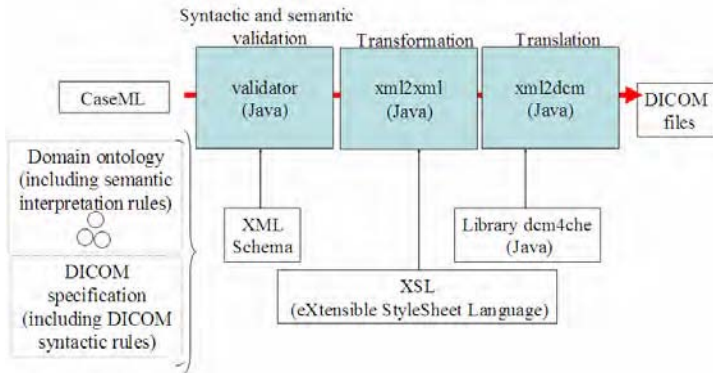 Syntactic and semantic
validation
Transformation
Translation
CaseML
validator
(Java)
xml2xml
(Java)
xml2dcm
(Java)
DICOM
files
Domain ontology
(including semantic
interpretation rules)
XML
Schema
Library dcm4che
(Java)
DICOM
specification
(including DICOM
syntactic rules)
XSL
(eXtensible StyleSheet Language)